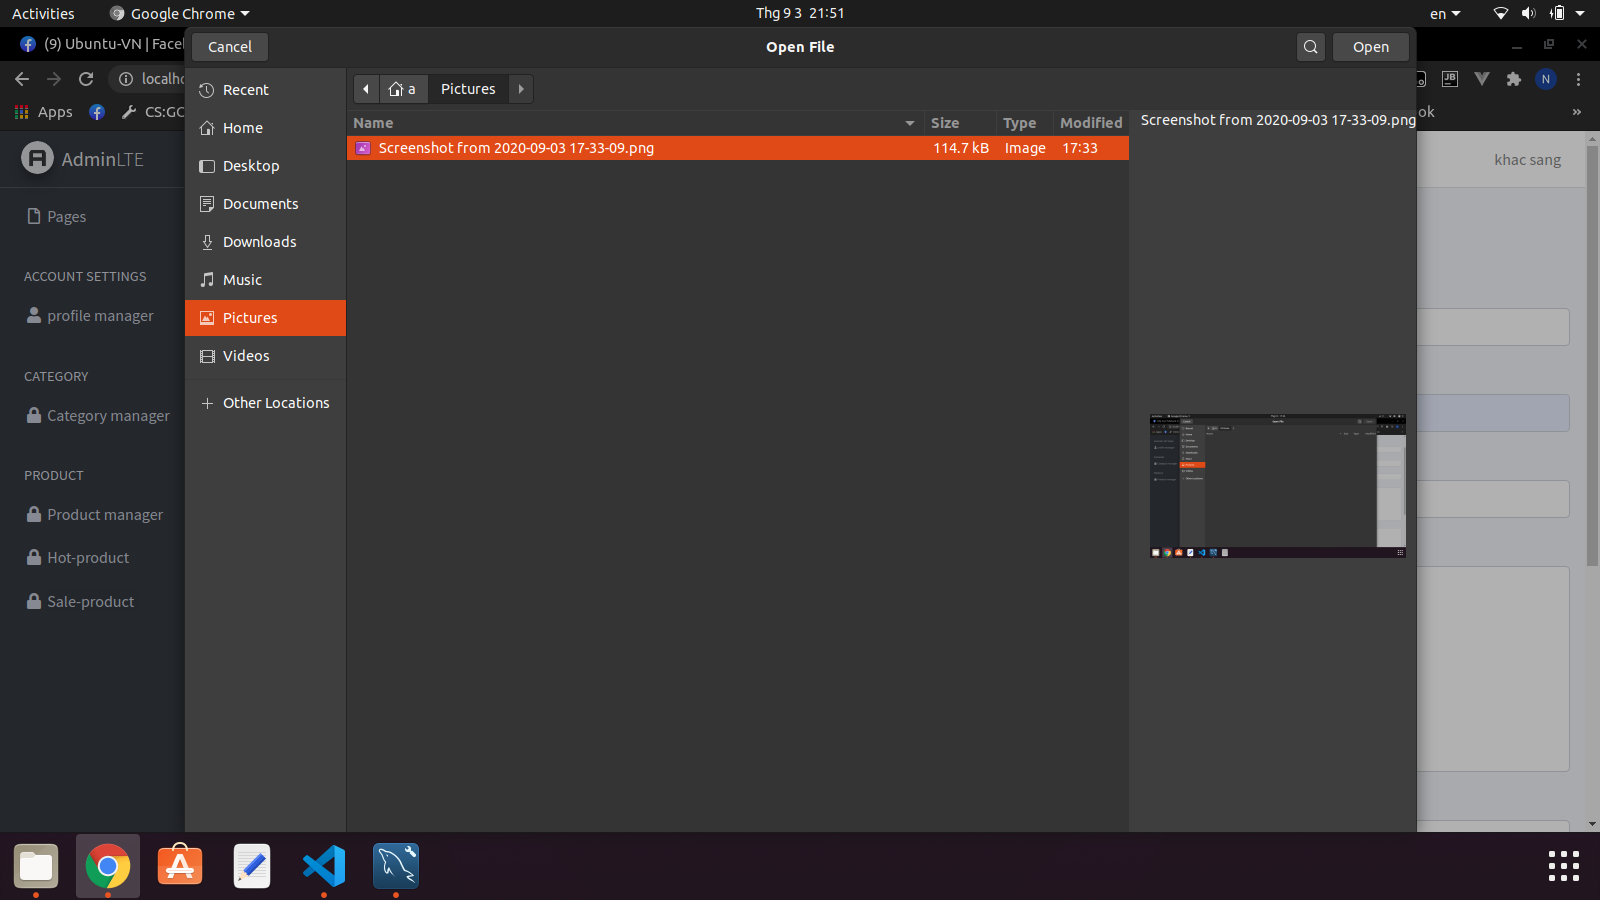 Activities
Google Chrome
Thg 9 3 21:51
en
(9) Ubuntu-VN | Facel
Cancel
Open File
Open
localho
JB
N
Apps
CS:GO
ok
»
AdminLTE
khac sang
Pages
ACCOUNT SETTINGS
profile manager
CATEGORY
Category manager
PRODUCT
Product manager
Hot-product
Sale-product
Recent
Home
Desktop
Documents
Downloads
Music
Pictures
Videos
Other Locations
a
Pictures
Name
Size
Type
Modified
Screenshot from 2020-09-03 17-33-09.png
114.7 kB
Image
17:33
Screenshot from 2020-09-03 17-33-09.png